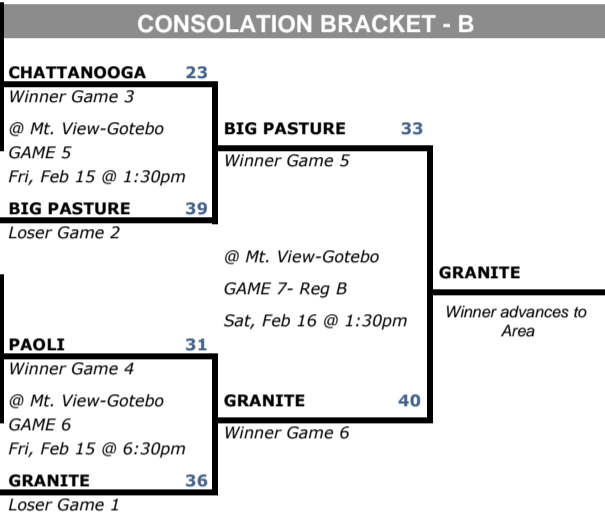 CONSOLATION BRACKET - B
CHATTANOOGA 23
Winner Game 3
@ Mt. View-Gotebo
GAME 5
Fri, Feb 15 @ 1:30pm
BIG PASTURE 39
Loser Game 2
BIG PASTURE 33
Winner Game 5
@ Mt. View-Gotebo
GAME 7- Reg B
Sat, Feb 16 @ 1:30pm
GRANITE
Winner advances to
Area
PAOLI 31
Winner Game 4
@ Mt. View-Gotebo
GAME 6
Fri, Feb 15 @ 6:30pm
GRANITE 36
Loser Game 1
GRANITE 40
Winner Game 6